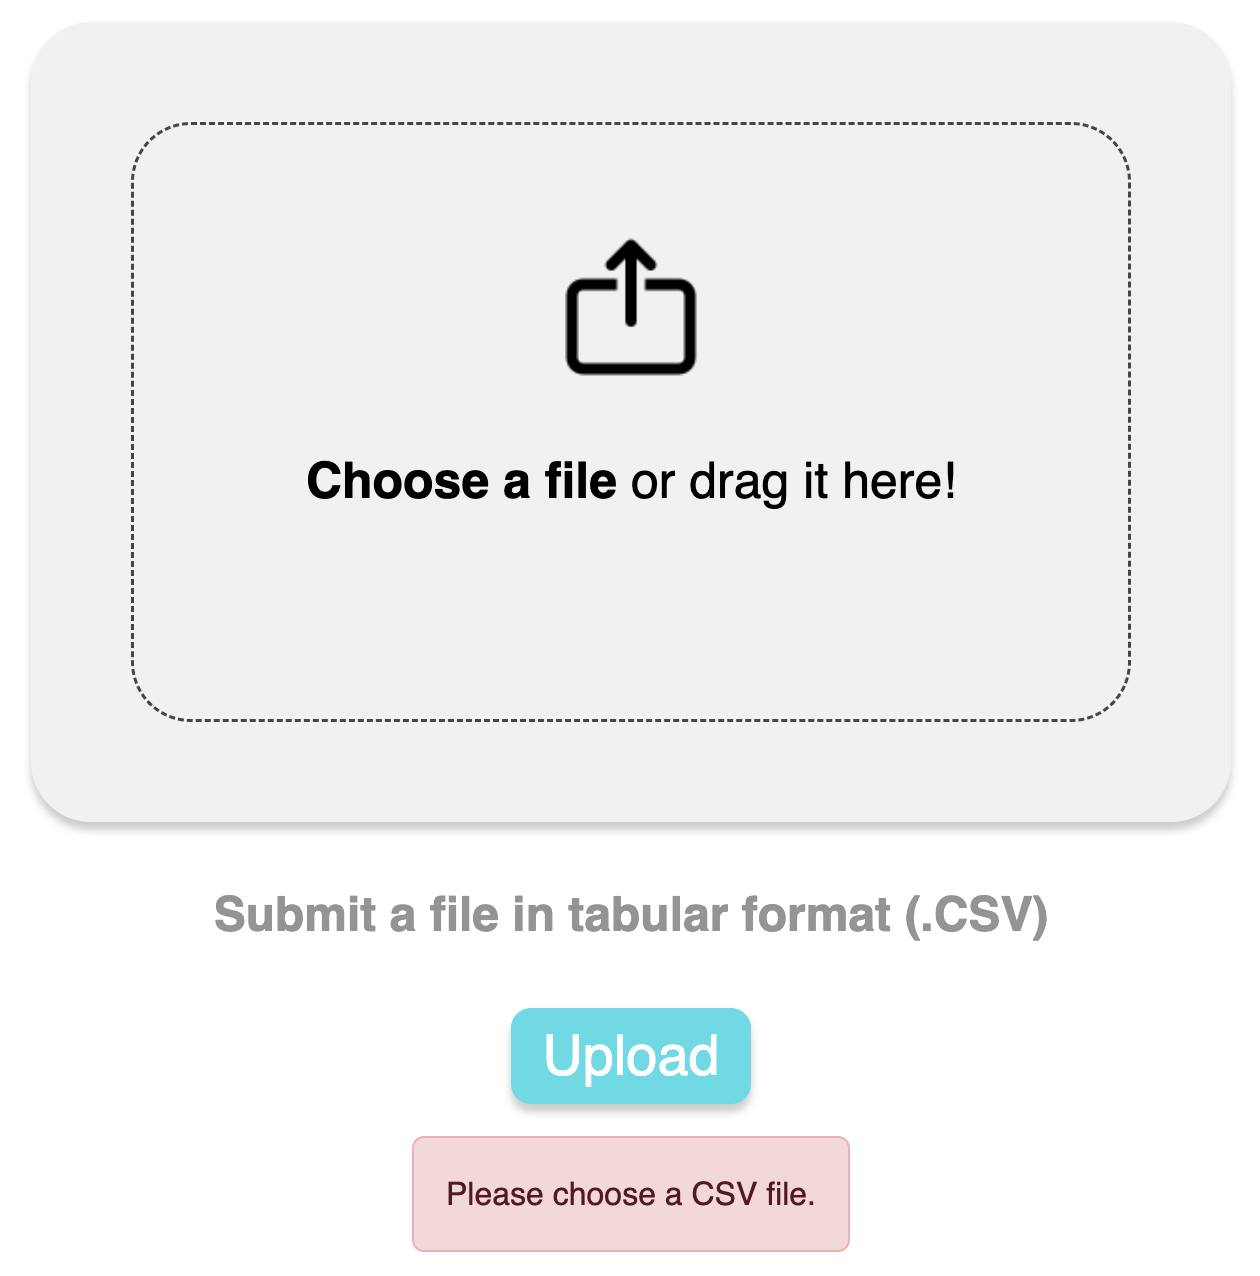 Choose a file or drag it here!
Submit a file in tabular format (.CSV)
Upload
Please choose a CSV file.